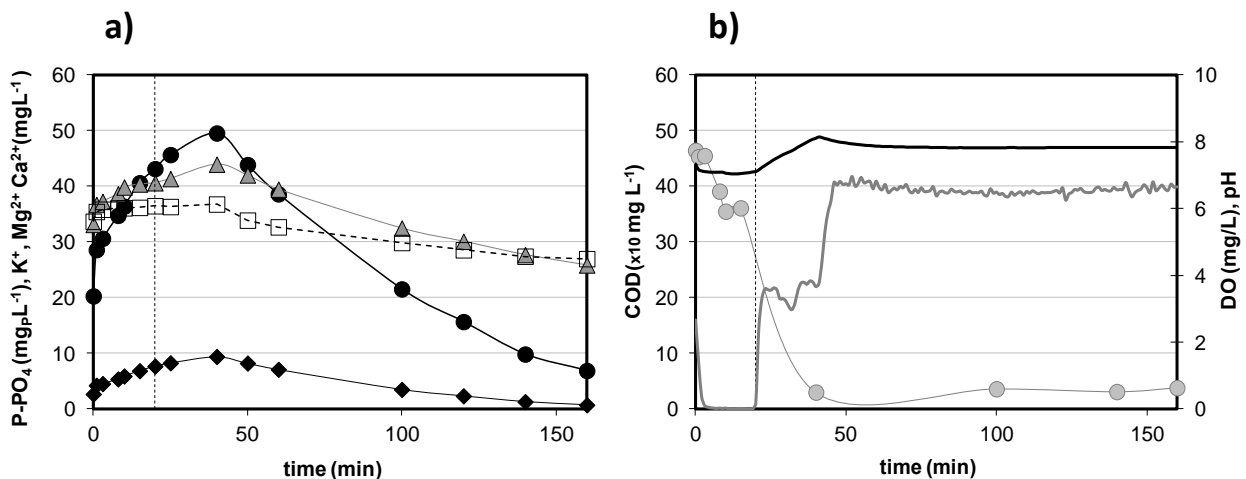 a)
P-PO₄ (mg_P L⁻¹), K⁺, Mg²⁺ Ca²⁺(mgL⁻¹)
60
50
40
30
20
10
0
0 50 100 150
time (min)
b)
COD (x10 mg L⁻¹)
60
50
40
30
20
10
0
0 50 100 150
time (min)
10
8
6
4
2
0
DO (mg/L), pH